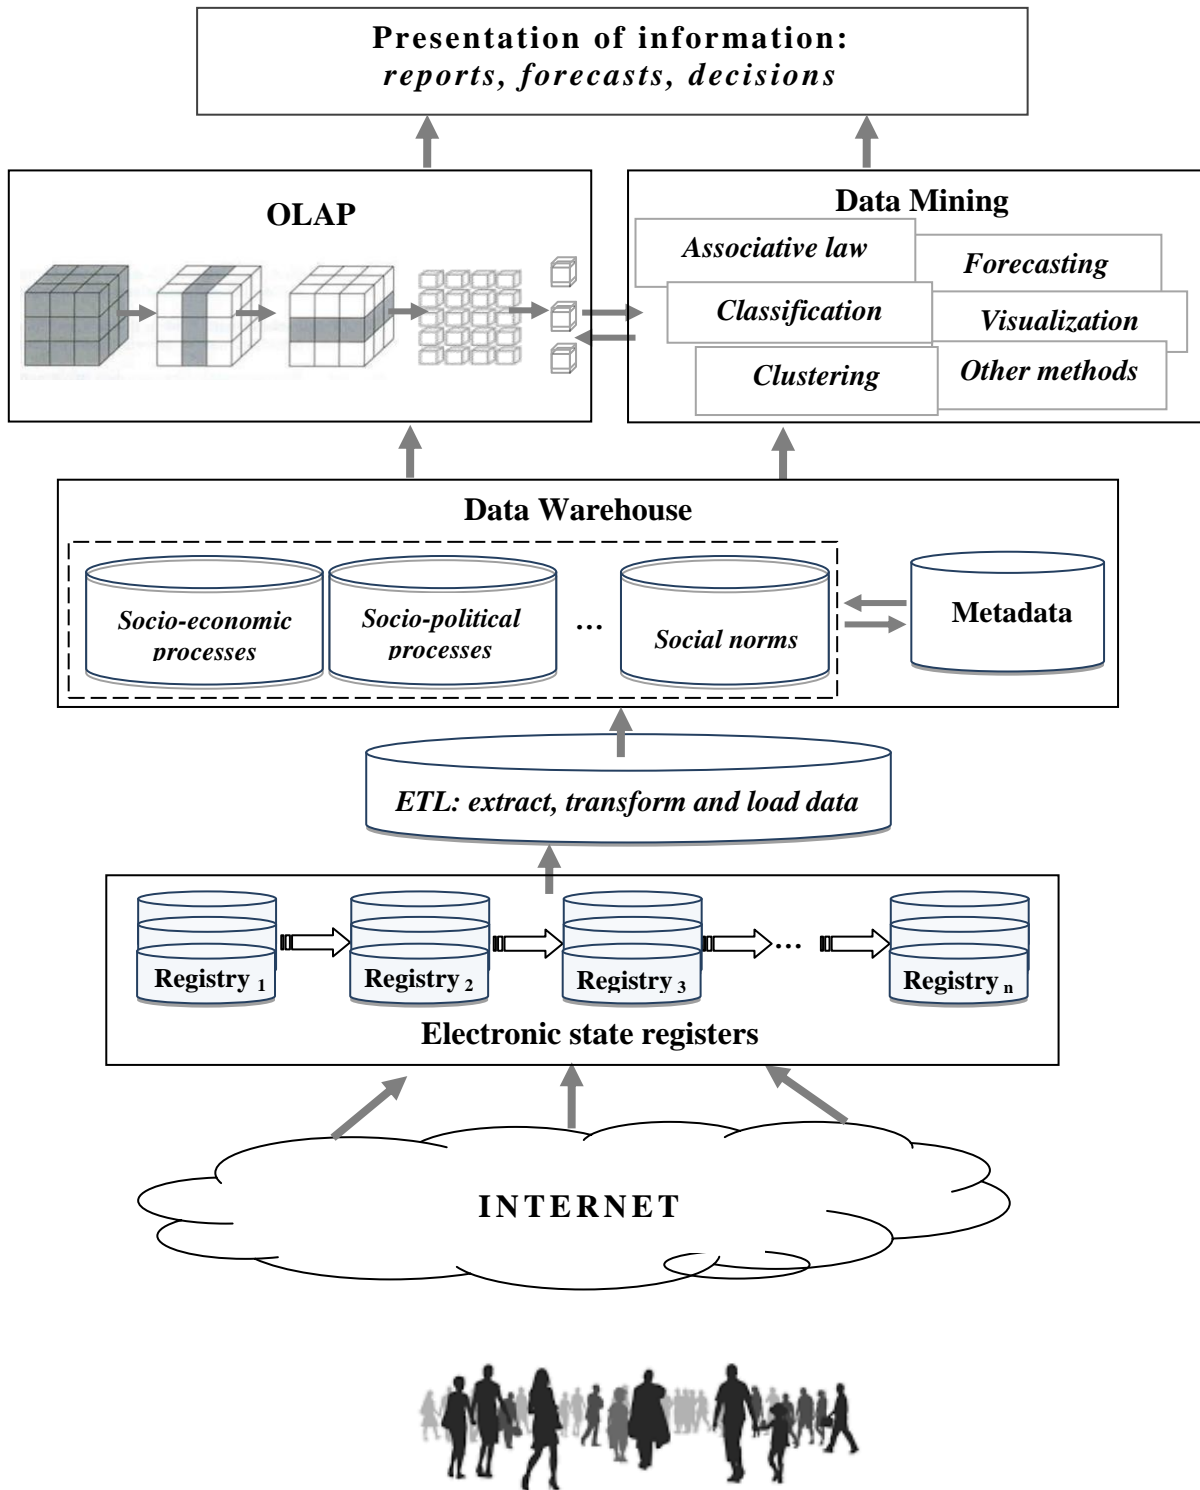 Presentation of information:
reports, forecasts, decisions
OLAP
Data Mining
Associative law
Forecasting
Classification
Visualization
Clustering
Other methods
Data Warehouse
Socio-economic
processes
Socio-political
processes
...
Social norms
Metadata
ETL: extract, transform and load data
Registry 1
Registry 2
Registry 3
...
Registry n
Electronic state registers
INTERNET